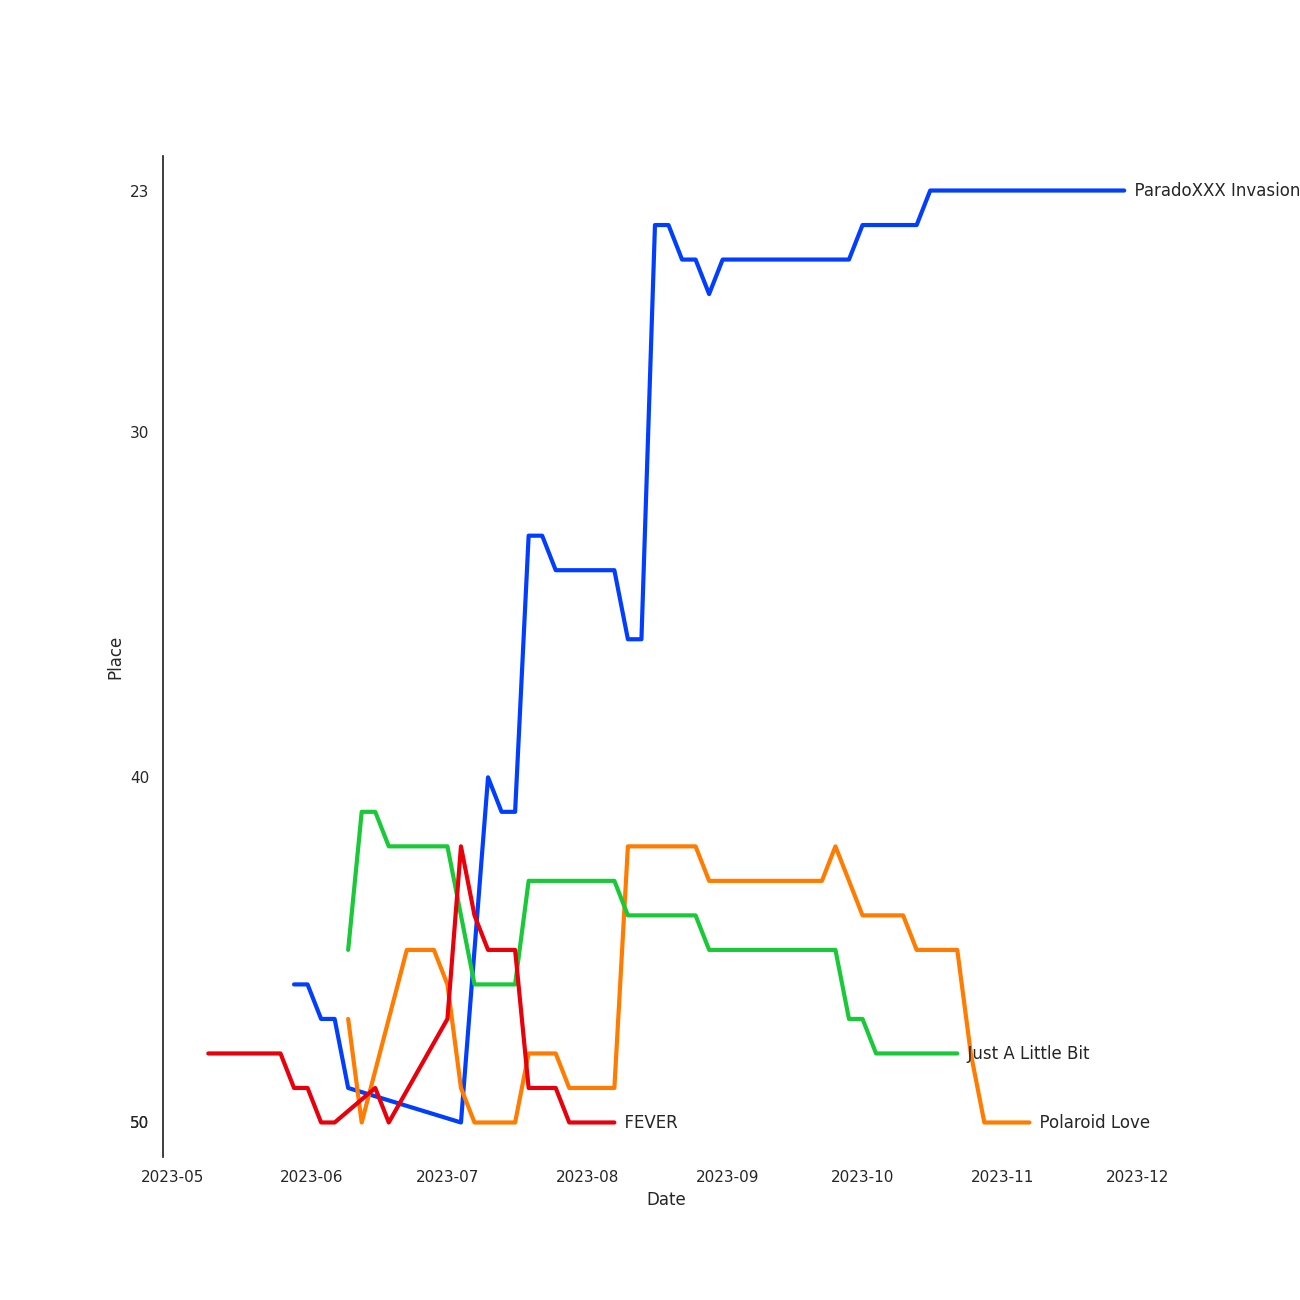 23
ParadoXXX Invasion
30
Place
40
Just A Little Bit
50
FEVER
Polaroid Love
2023-05 2023-06 2023-07 2023-08 2023-09 2023-10 2023-11 2023-12
Date